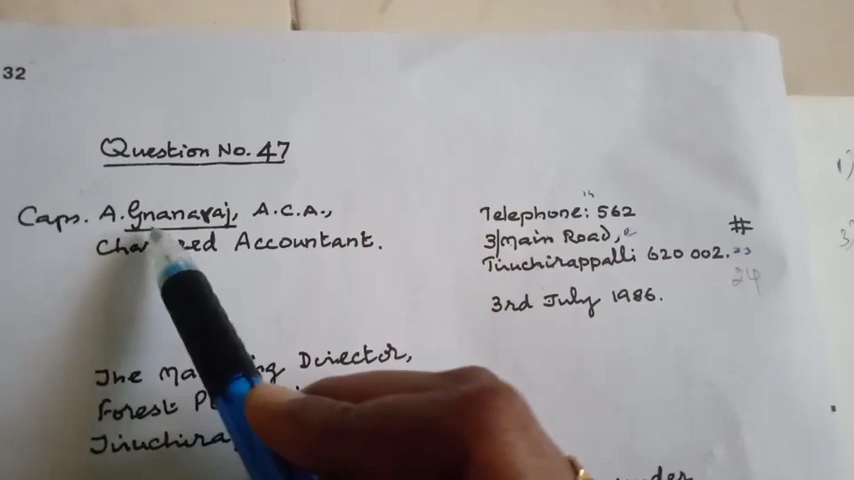 32
Question No. 47
Caps. A. Gnanaraj, A.C.A.,
Accountant.
Telephone: 562
3/Main Road,
Tiruchirappalli 620 002.
#
24
3rd July 1986.
The Director,
Forest